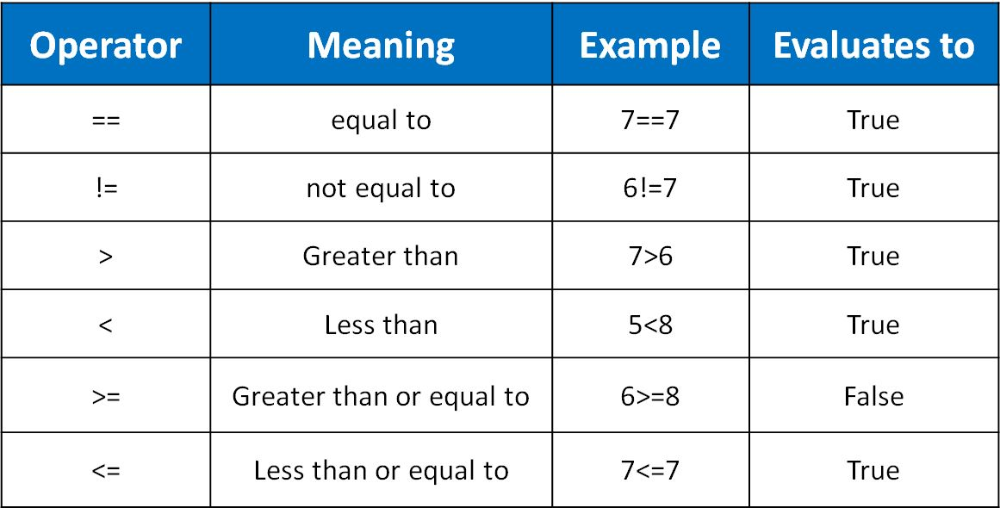 Operator Meaning Example Evaluates to
== equal to 7==7 True
!= not equal to 6!=7 True
> Greater than 7>6 True
< Less than 5<8 True
>= Greater than or equal to 6>=8 False
<= Less than or equal to 7<=7 True